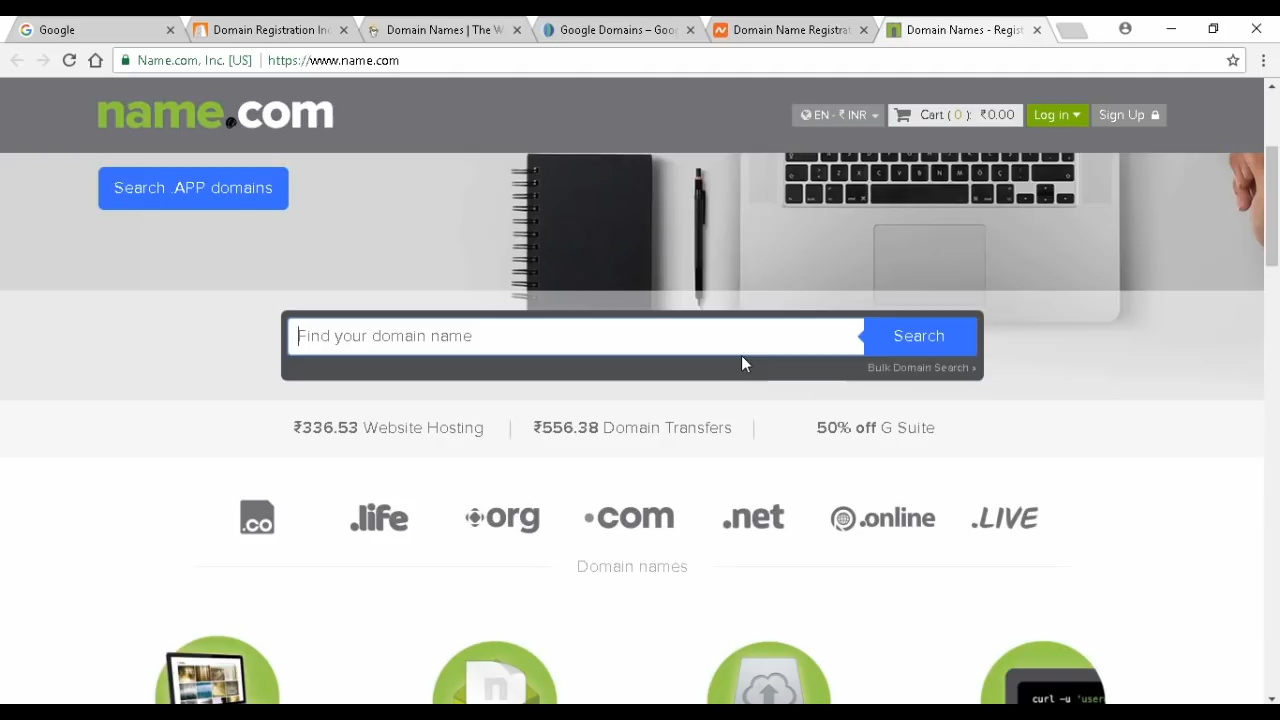 Google
Domain Registration Inc
Domain Names | The W
Google Domains – Goog
Domain Name Registrat
Domain Names - Regist
Name.com, Inc. [US]
https://www.name.com
name.com
EN - ₹ INR
Cart ( 0 ): ₹0.00
Log in
Sign Up
Search .APP domains
Find your domain name
Search
Bulk Domain Search »
₹336.53 Website Hosting
₹556.38 Domain Transfers
50% off G Suite
.co
.life
org
.com
.net
.online
.LIVE
Domain names
n
curl -u 'user